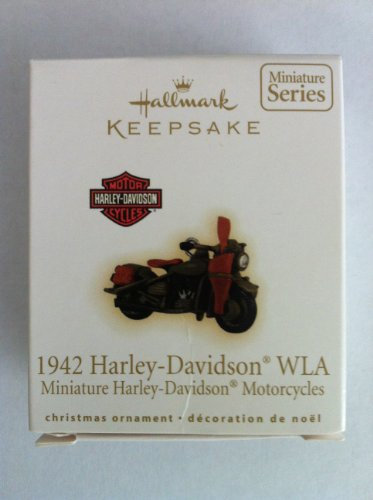 Hallmark
KEEPSAKE
Miniature
Series
MOTOR
HARLEY-DAVIDSON
CYCLES
1942 Harley-Davidson® WLA
Miniature Harley-Davidson® Motorcycles
christmas ornament • décoration de noël